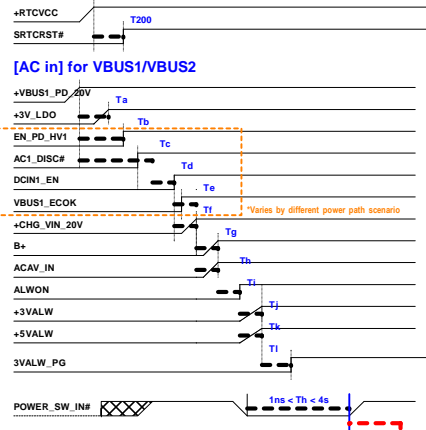 +RTCVCC
T200
SRTCRST#
[AC in] for VBUS1/VBUS2
+VBUS1_PD_20V
Ta
+3V_LDO
Tb
EN_PD_HV1
Tc
AC1_DISC#
Td
DCIN1_EN
Te
VBUS1_ECOK
Tf
*Varies by different power path scenario
+CHG_VIN_20V
Tg
B+
Th
ACAV_IN
Ti
ALWON
Tj
+3VALW
Tk
+5VALW
Tl
3VALW_PG
1ns < Th < 4s
POWER_SW_IN#